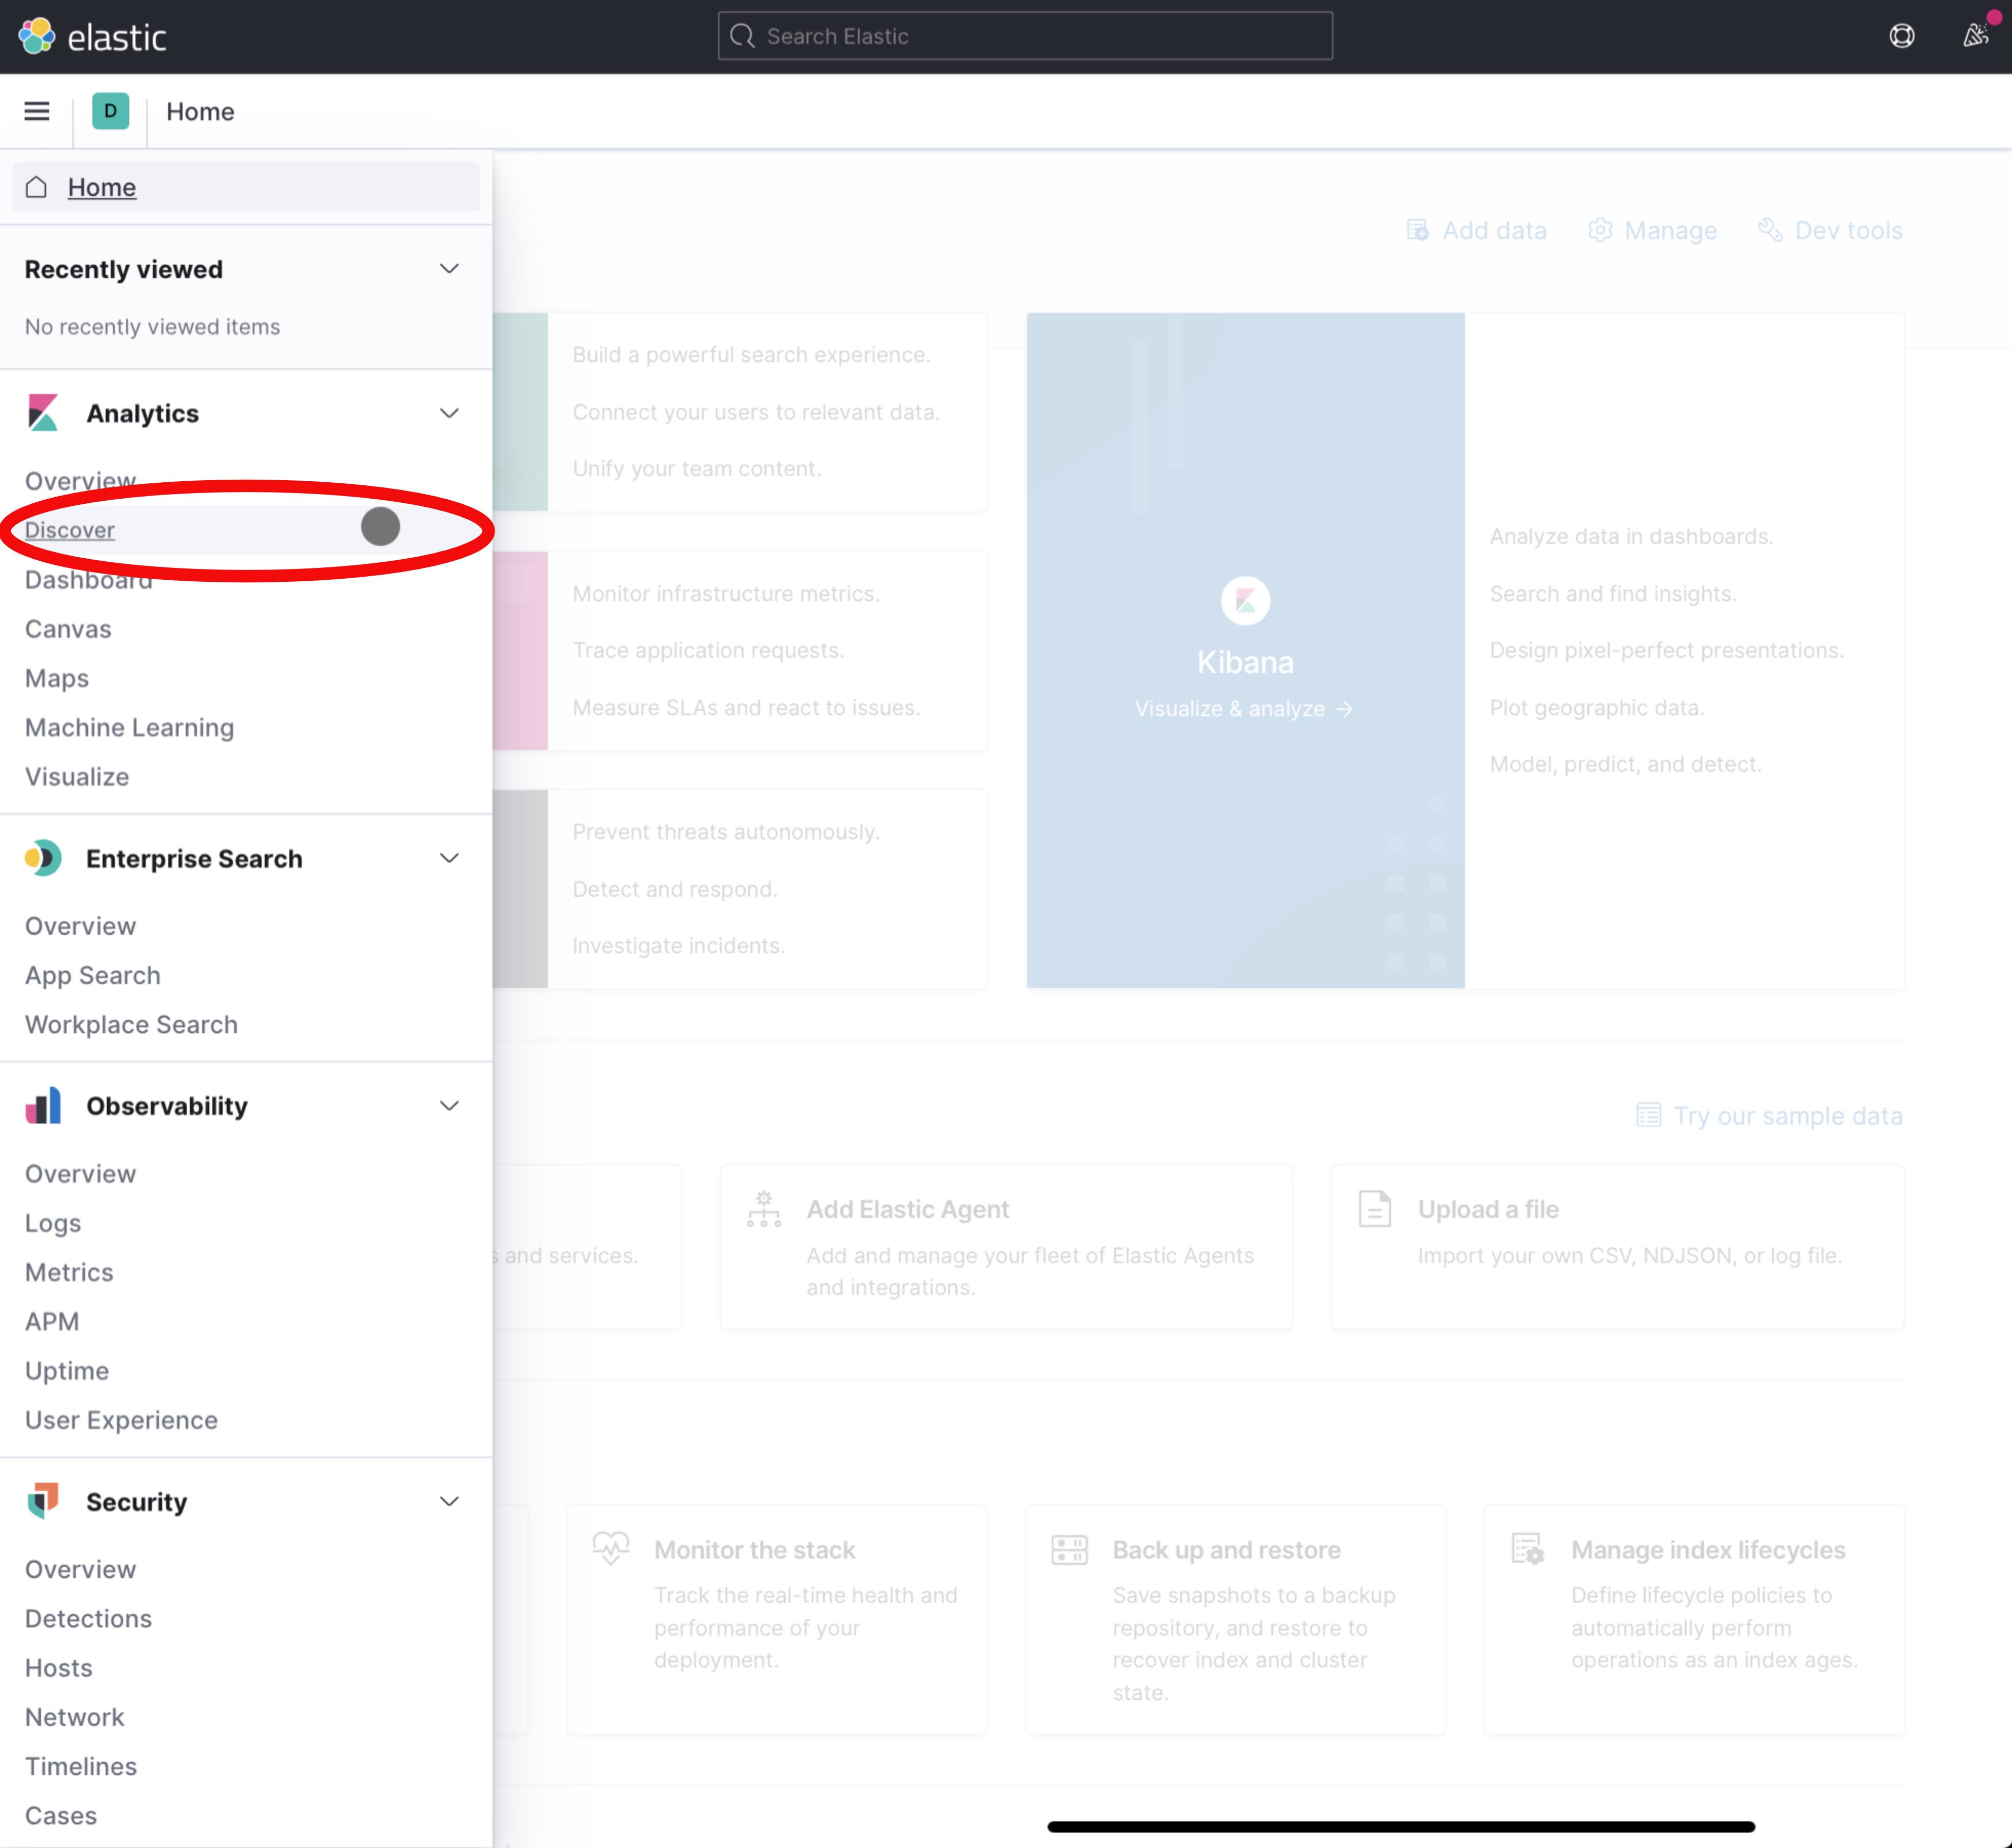 elastic
Search Elastic
D
Home
Home
Recently viewed
No recently viewed items
Analytics
Overview
Discover
Dashboard
Canvas
Maps
Machine Learning
Visualize
Enterprise Search
Overview
App Search
Workplace Search
Observability
Overview
Logs
Metrics
APM
Uptime
User Experience
Security
Overview
Detections
Hosts
Network
Timelines
Cases
Add data
Manage
Dev tools
Build a powerful search experience.
Connect your users to relevant data.
Unify your team content.
Monitor infrastructure metrics.
Trace application requests.
Measure SLAs and react to issues.
Prevent threats autonomously.
Detect and respond.
Investigate incidents.
Kibana
Visualize & analyze →
Analyze data in dashboards.
Search and find insights.
Design pixel-perfect presentations.
Plot geographic data.
Model, predict, and detect.
Try our sample data
and services.
Add Elastic Agent
Add and manage your fleet of Elastic Agents
and integrations.
Upload a file
Import your own CSV, NDJSON, or log file.
Monitor the stack
Track the real-time health and
performance of your
deployment.
Back up and restore
Save snapshots to a backup
repository, and restore to
recover index and cluster
state.
Manage index lifecycles
Define lifecycle policies to
automatically perform
operations as an index ages.